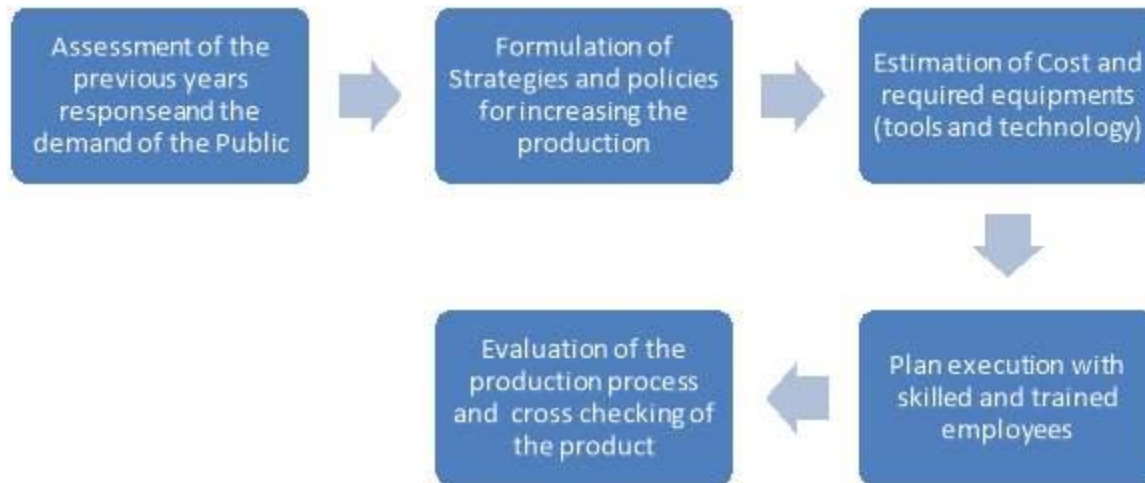 Assessment of the
previous years
responseand the
demand of the Public
Formulation of
Strategies and policies
for increasing the
production
Estimation of Cost and
required equipments
(tools and technology)
Plan execution with
skilled and trained
employees
Evaluation of the
production process
and cross checking of
the product